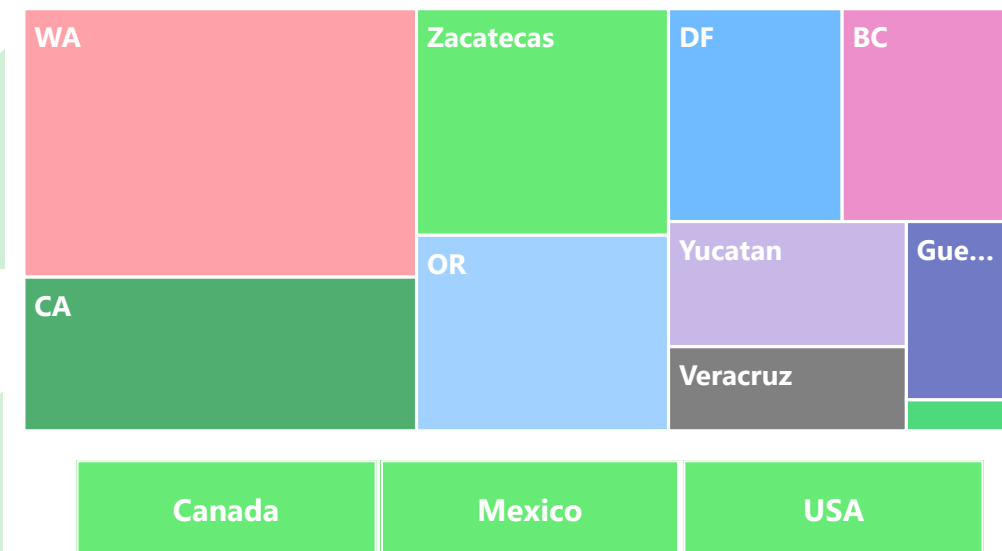 WA
Zacatecas
DF
BC
OR
Yucatan
Gue...
CA
Veracruz
Canada
Mexico
USA